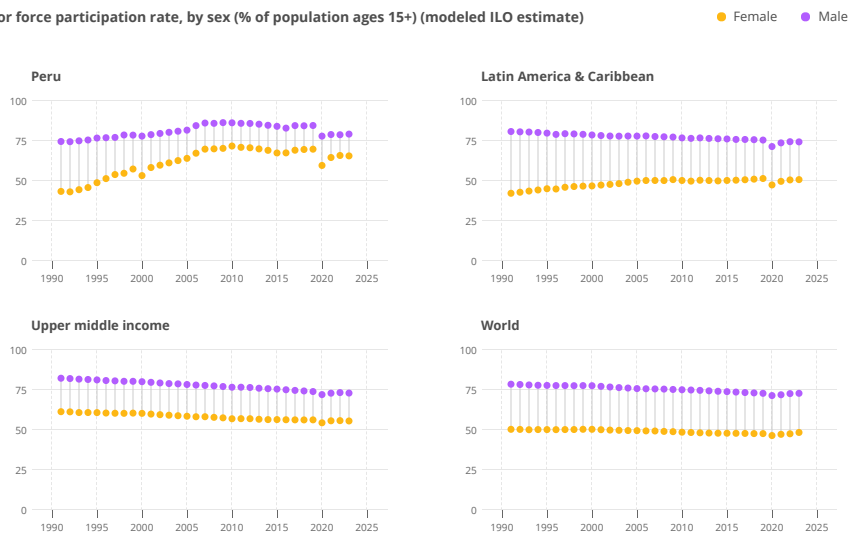 or force participation rate, by sex (% of population ages 15+) (modeled ILO estimate) Female Male
Peru
100
75
50
25
0
1990 1995 2000 2005 2010 2015 2020 2025
Latin America & Caribbean
100
75
50
25
0
1990 1995 2000 2005 2010 2015 2020 2025
Upper middle income
100
75
50
25
0
1990 1995 2000 2005 2010 2015 2020 2025
World
100
75
50
25
0
1990 1995 2000 2005 2010 2015 2020 2025